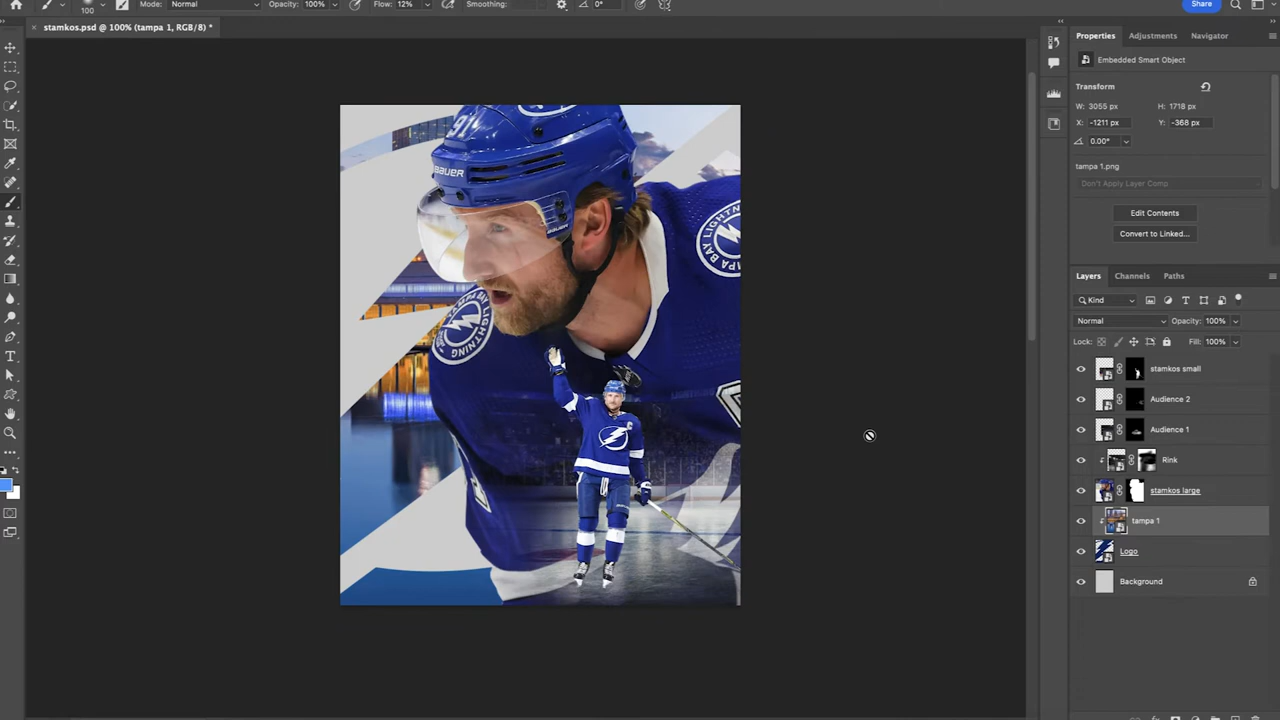 100 Mode: Normal Opacity: 100% Flow: 12% Smoothing: 0° Share
stamkos.psd @ 100% (tampa 1, RGB/8) *
Properties Adjustments Navigator
Embedded Smart Object
Transform
W: 3055 px H: 1718 px
X: -1211 px Y: -368 px
0.00°
tampa 1.png
Don't Apply Layer Comp
Edit Contents
Convert to Linked...
Layers Channels Paths
Kind
Normal Opacity: 100%
Lock: Fill: 100%
stamkos small
Audience 2
Audience 1
Rink
stamkos large
tampa 1
Logo
Background
91
BAUER
BAUER
TAMPA BAY LIGHTNING
LIGHTNING
C